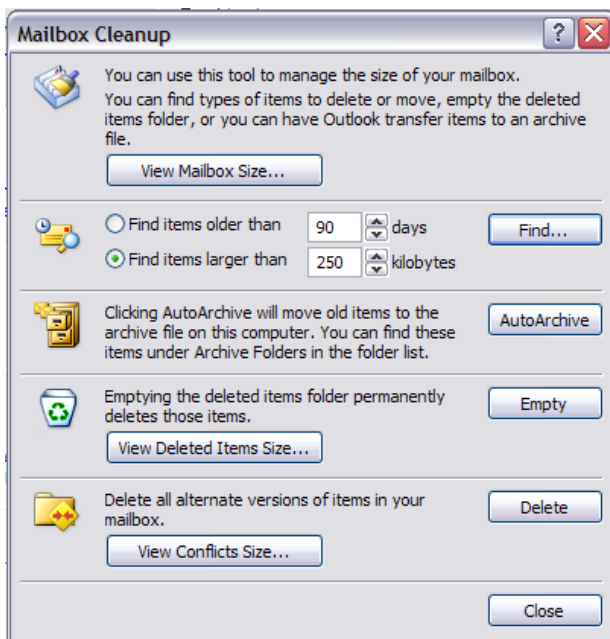 Mailbox Cleanup
You can use this tool to manage the size of your mailbox.
You can find types of items to delete or move, empty the deleted
items folder, or you can have Outlook transfer items to an archive
file.
View Mailbox Size...
Find items older than 90 days Find...
Find items larger than 250 kilobytes
Clicking AutoArchive will move old items to the
archive file on this computer. You can find these
items under Archive Folders in the folder list.
AutoArchive
Emptying the deleted items folder permanently
deletes those items.
Empty
View Deleted Items Size...
Delete all alternate versions of items in your
mailbox.
Delete
View Conflicts Size...
Close